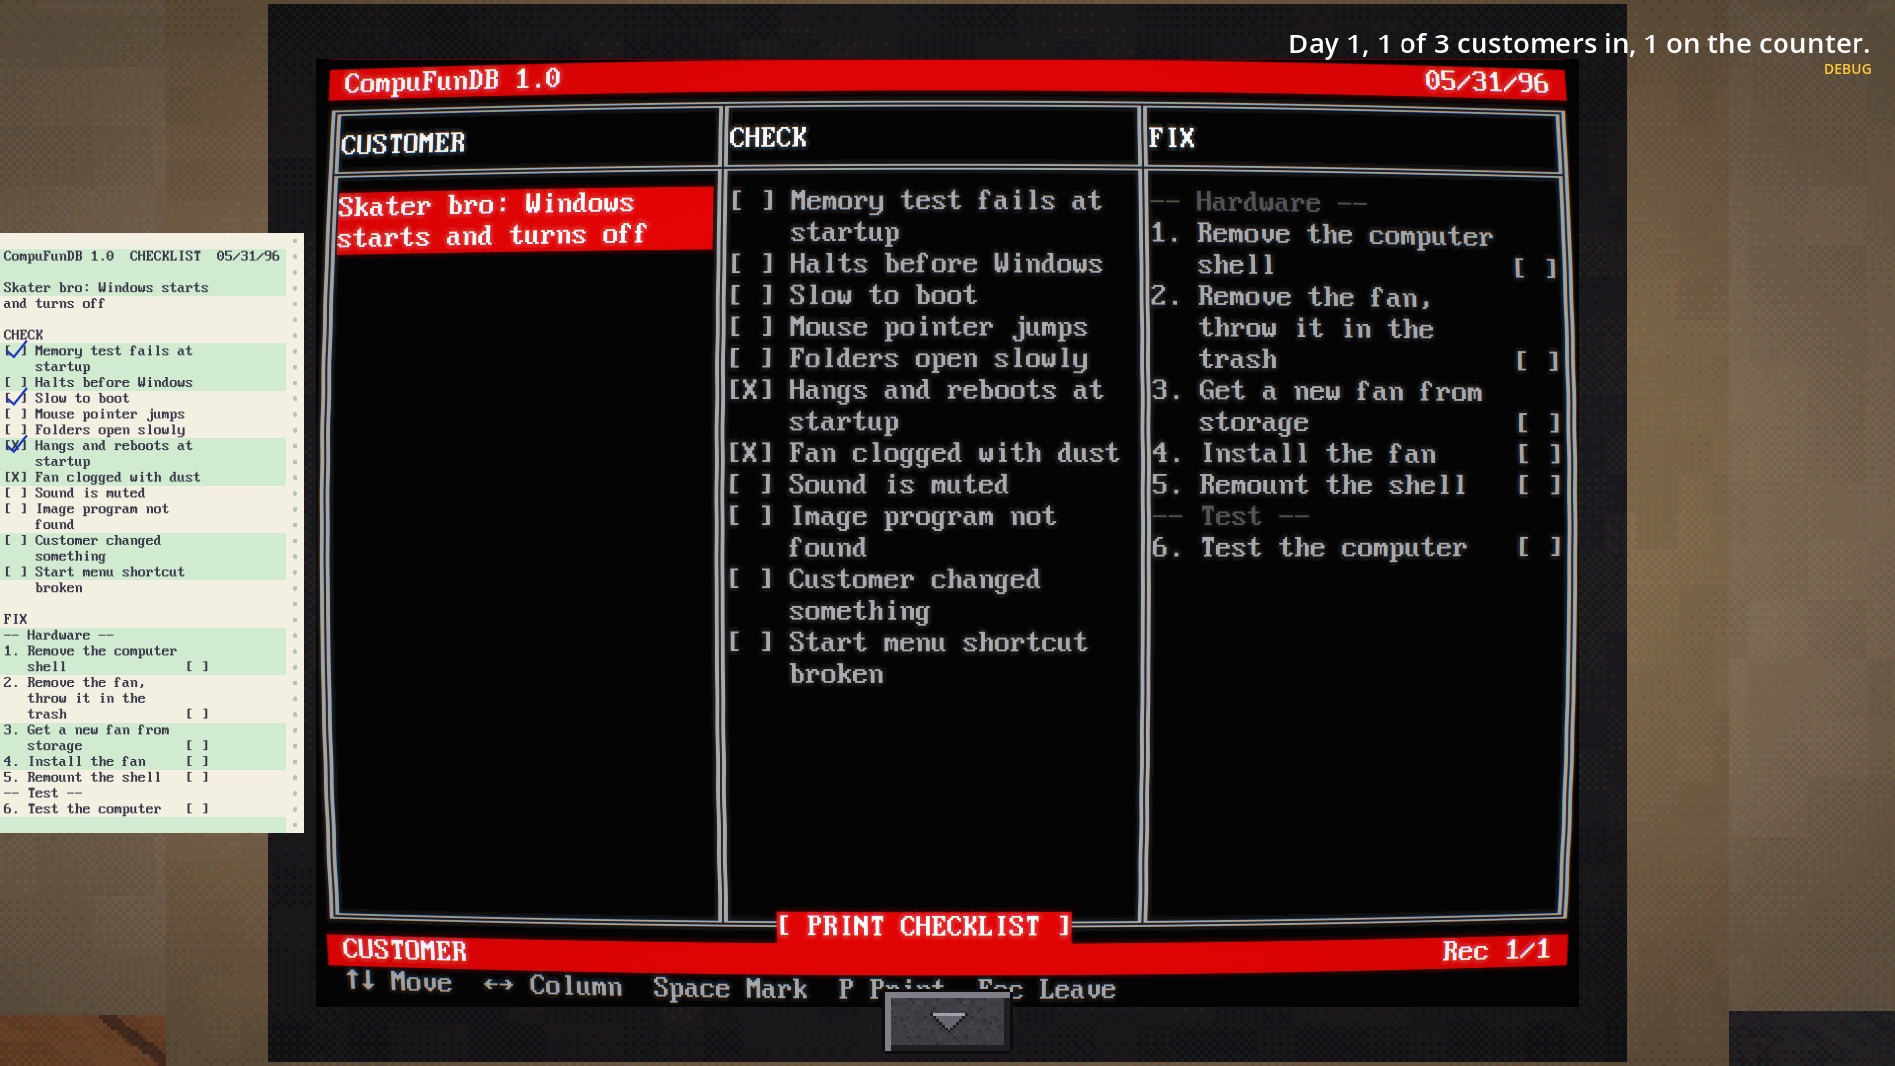 Day 1, 1 of 3 customers in, 1 on the counter.
DEBUG
CompuFunDB 1.0 05/31/96
CUSTOMER
Skater bro: Windows
starts and turns off
CHECK
[ ] Memory test fails at
startup
[ ] Halts before Windows
[ ] Slow to boot
[ ] Mouse pointer jumps
[ ] Folders open slowly
[X] Hangs and reboots at
startup
[X] Fan clogged with dust
[ ] Sound is muted
[ ] Image program not
found
[ ] Customer changed
something
[ ] Start menu shortcut
broken
FIX
-- Hardware --
1. Remove the computer
shell [ ]
2. Remove the fan,
throw it in the
trash [ ]
3. Get a new fan from
storage [ ]
4. Install the fan [ ]
5. Remount the shell [ ]
-- Test --
6. Test the computer [ ]
[ PRINT CHECKLIST ]
CUSTOMER Rec 1/1
↑↓ Move ↔ Column Space Mark P Print Esc Leave
CompuFunDB 1.0 CHECKLIST 05/31/96
Skater bro: Windows starts
and turns off
CHECK
[ ] Memory test fails at
startup
[ ] Halts before Windows
[ ] Slow to boot
[ ] Mouse pointer jumps
[ ] Folders open slowly
[X] Hangs and reboots at
startup
[X] Fan clogged with dust
[ ] Sound is muted
[ ] Image program not
found
[ ] Customer changed
something
[ ] Start menu shortcut
broken
FIX
-- Hardware --
1. Remove the computer
shell [ ]
2. Remove the fan,
throw it in the
trash [ ]
3. Get a new fan from
storage [ ]
4. Install the fan [ ]
5. Remount the shell [ ]
-- Test --
6. Test the computer [ ]